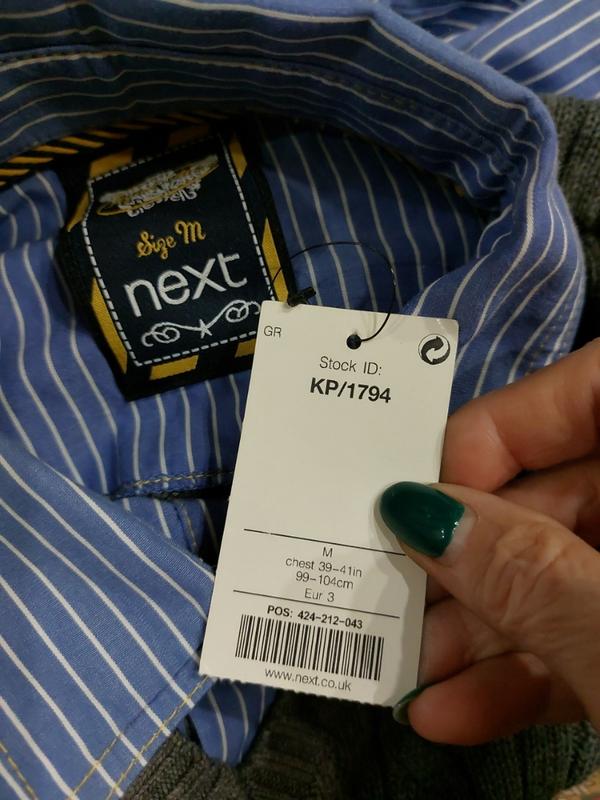 Size M
next
GR
Stock ID:
KP/1794
M
chest 39–41in
99–104cm
Eur 3
POS: 424-212-043
www.next.co.uk